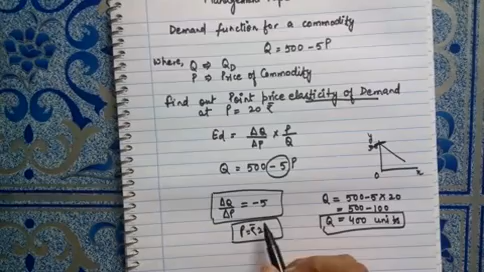 Demand function for a commodity
Q = 500 - 5P
Where, Q ⇒ QD
P ⇒ Price of Commodity
Find out Point price elasticity of Demand
at P = 20 ₹
Ed = ΔQ/ΔP × P/Q
Q = 500 - 5P
ΔQ/ΔP = -5
P = ₹2
Q = 500 - 5 × 20
= 500 - 100
Q = 400 units